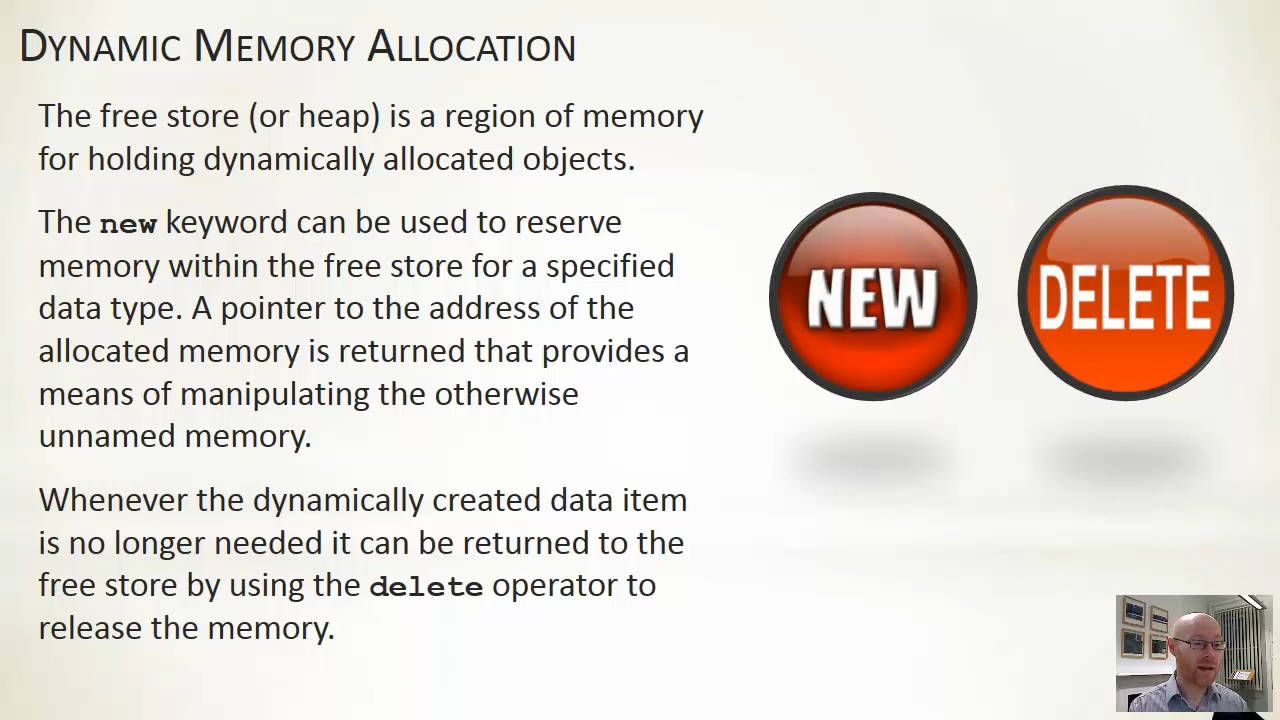 DYNAMIC MEMORY ALLOCATION
The free store (or heap) is a region of memory
for holding dynamically allocated objects.
The new keyword can be used to reserve
memory within the free store for a specified
data type. A pointer to the address of the
allocated memory is returned that provides a
means of manipulating the otherwise
unnamed memory.
Whenever the dynamically created data item
is no longer needed it can be returned to the
free store by using the delete operator to
release the memory.
NEW
DELETE